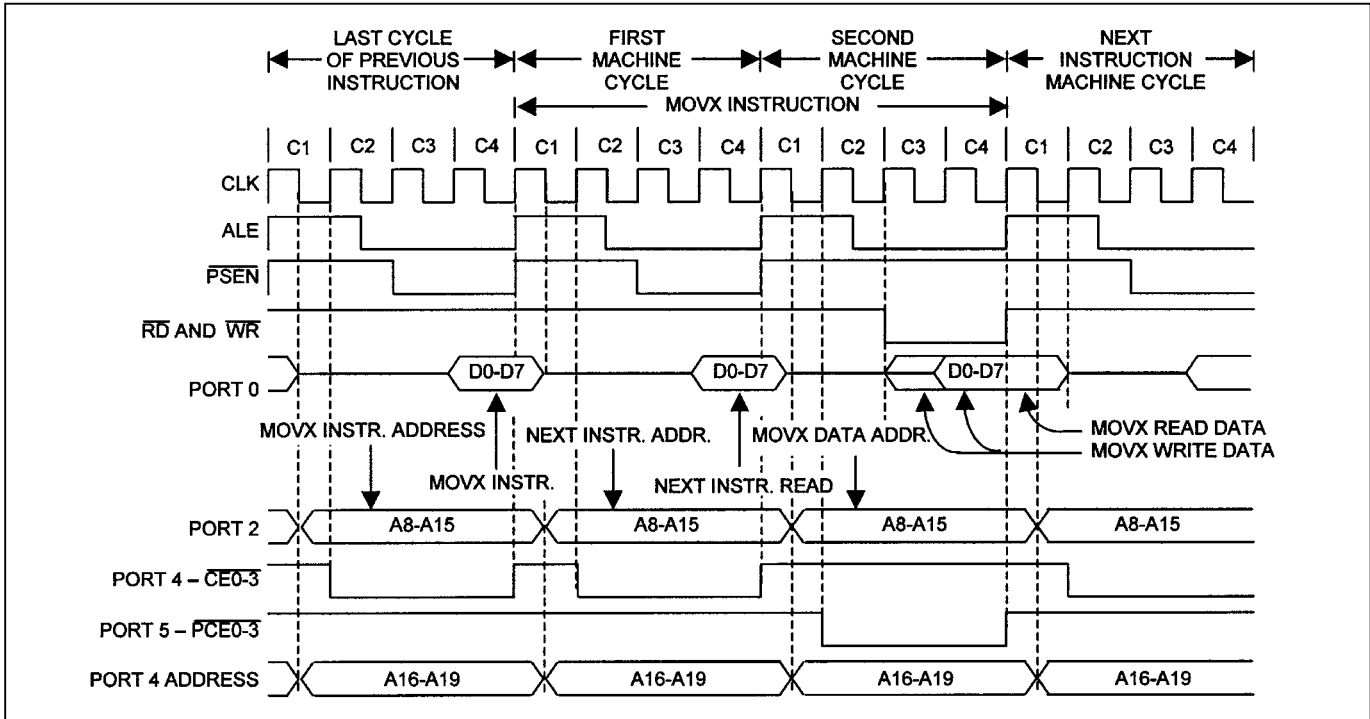 LAST CYCLE OF PREVIOUS INSTRUCTION
FIRST MACHINE CYCLE
SECOND MACHINE CYCLE
NEXT INSTRUCTION MACHINE CYCLE
MOVX INSTRUCTION
C1 C2 C3 C4 C1 C2 C3 C4 C1 C2 C3 C4 C1 C2 C3 C4
CLK
ALE
PSEN
RD AND WR
PORT 0
D0-D7 D0-D7 D0-D7
MOVX INSTR. ADDRESS
NEXT INSTR. ADDR.
MOVX DATA ADDR.
MOVX READ DATA
MOVX WRITE DATA
MOVX INSTR.
NEXT INSTR. READ
PORT 2 A8-A15 A8-A15 A8-A15 A8-A15
PORT 4 – CE0-3
PORT 5 – PCE0-3
PORT 4 ADDRESS A16-A19 A16-A19 A16-A19 A16-A19